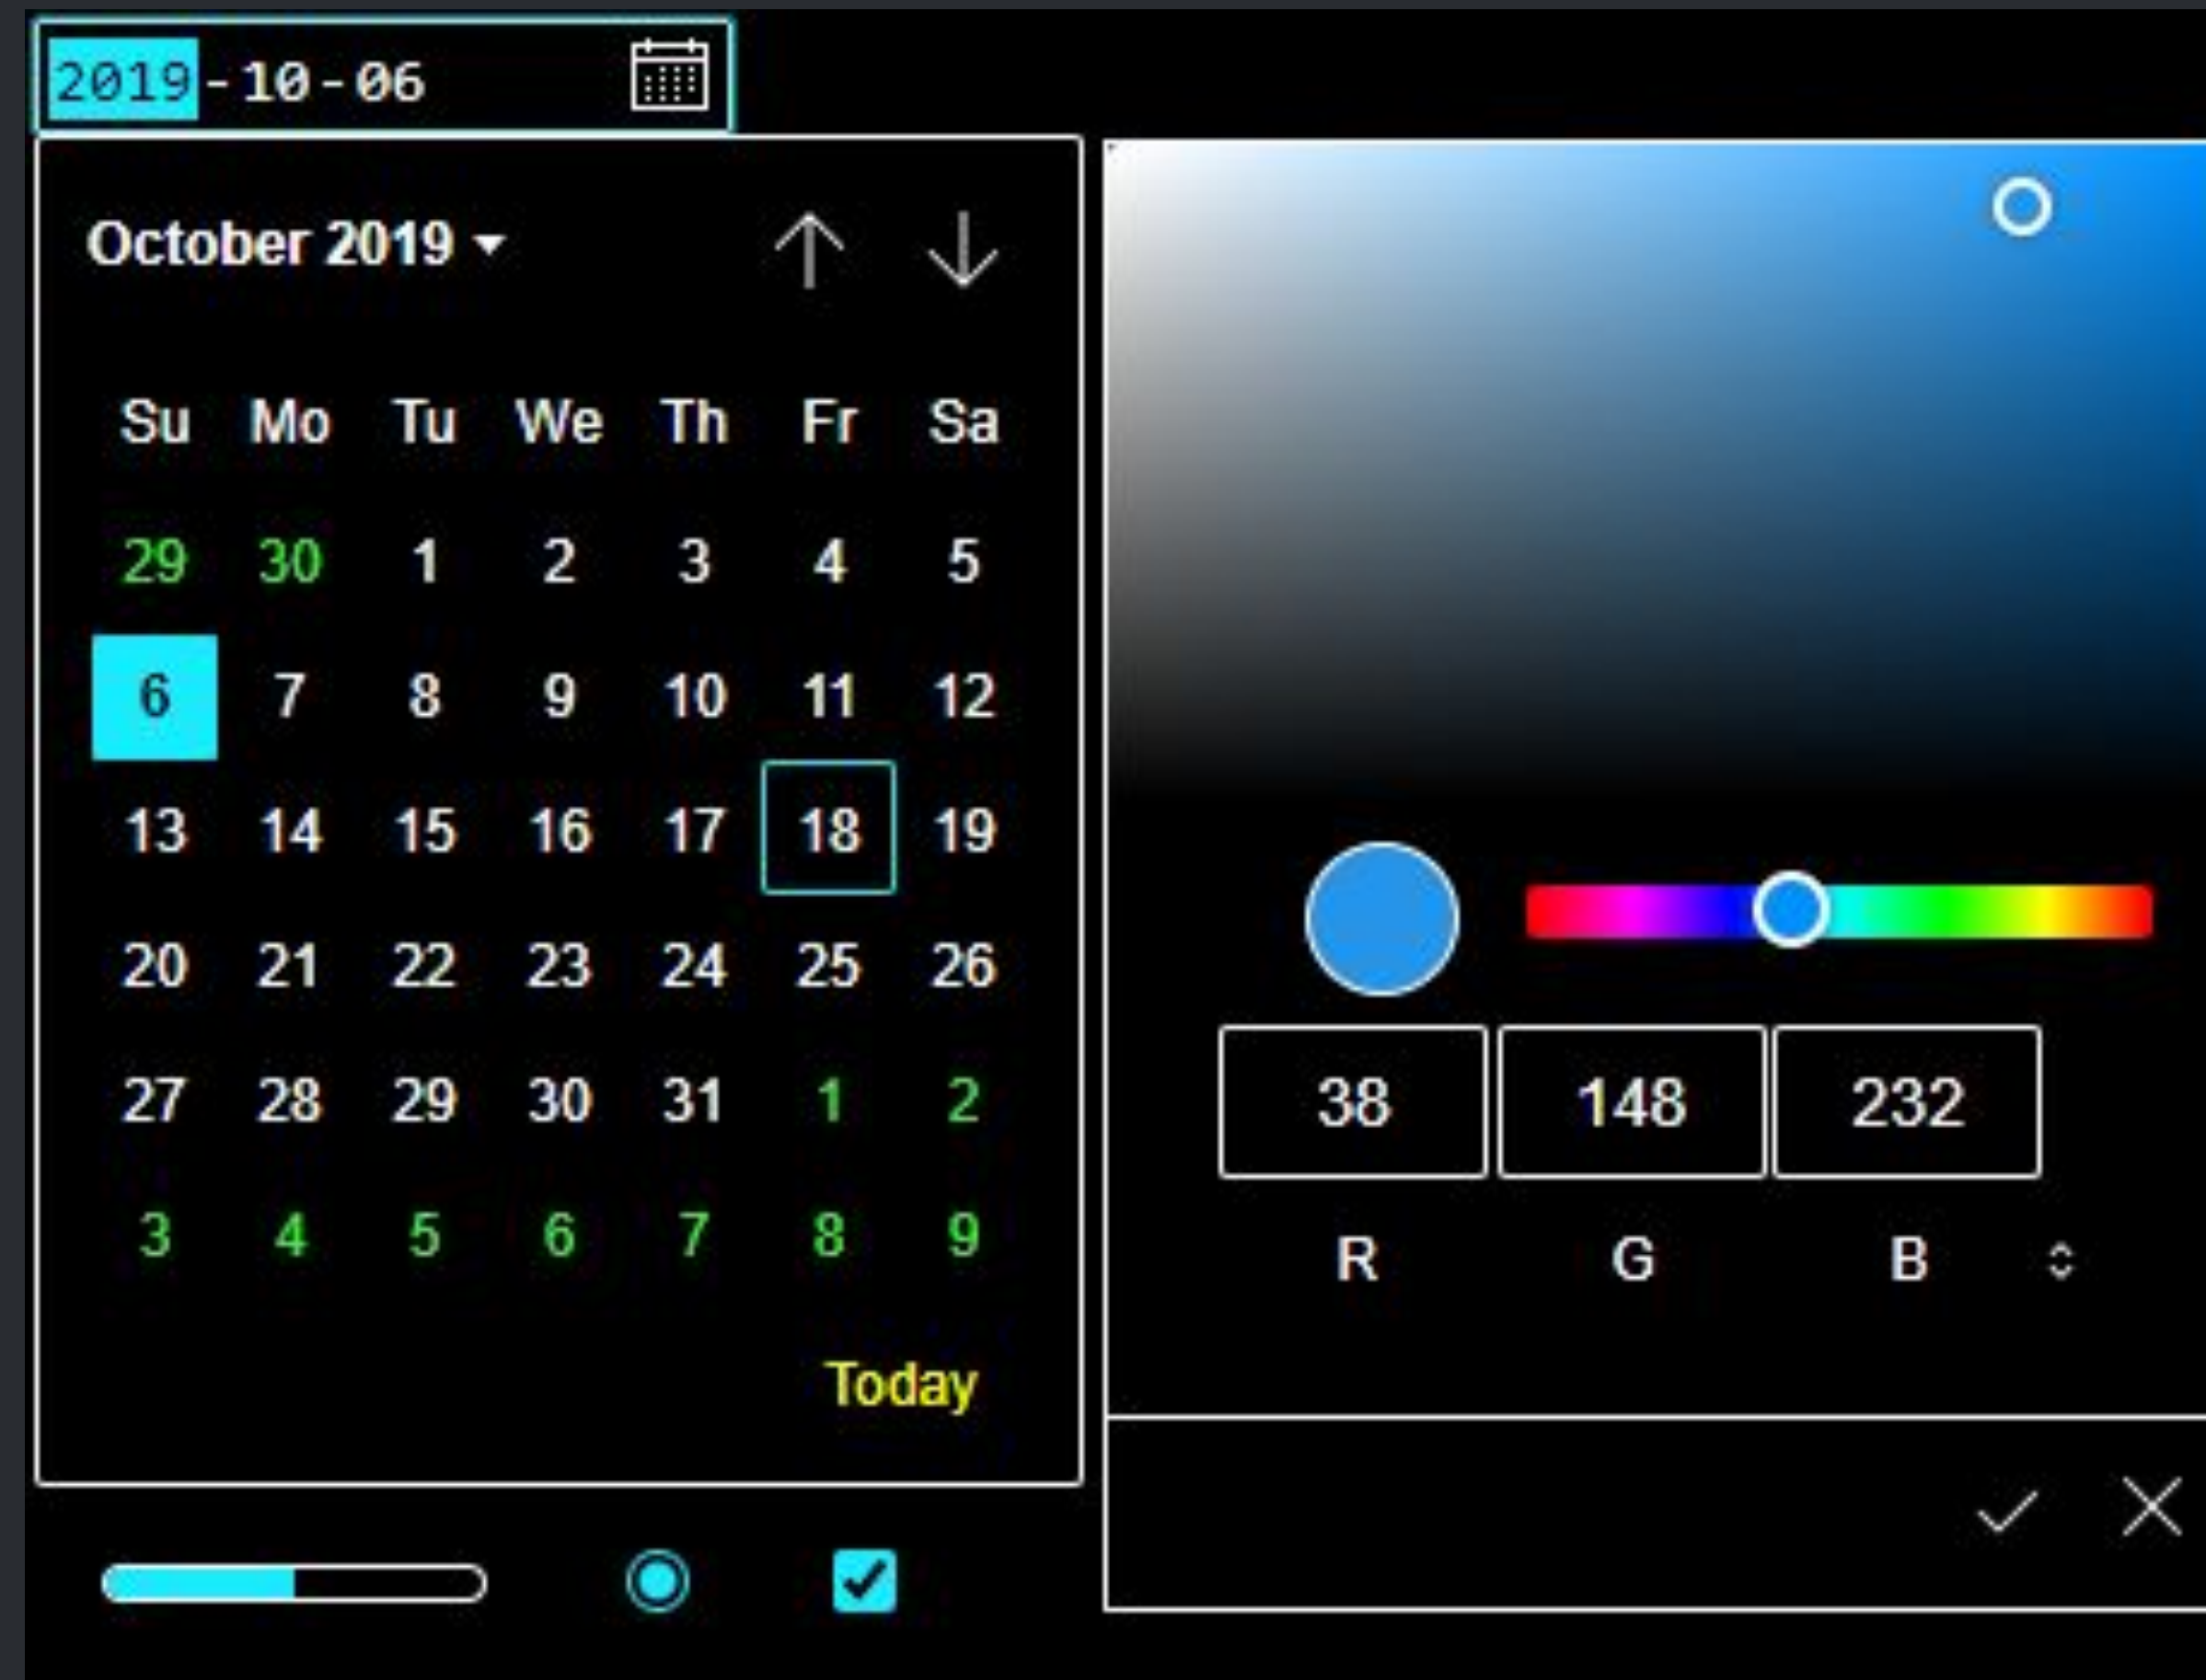 2019-10-06
October 2019
Su Mo Tu We Th Fr Sa
29 30 1 2 3 4 5
6 7 8 9 10 11 12
13 14 15 16 17 18 19
20 21 22 23 24 25 26
27 28 29 30 31 1 2
3 4 5 6 7 8 9
Today
38 148 232
R G B